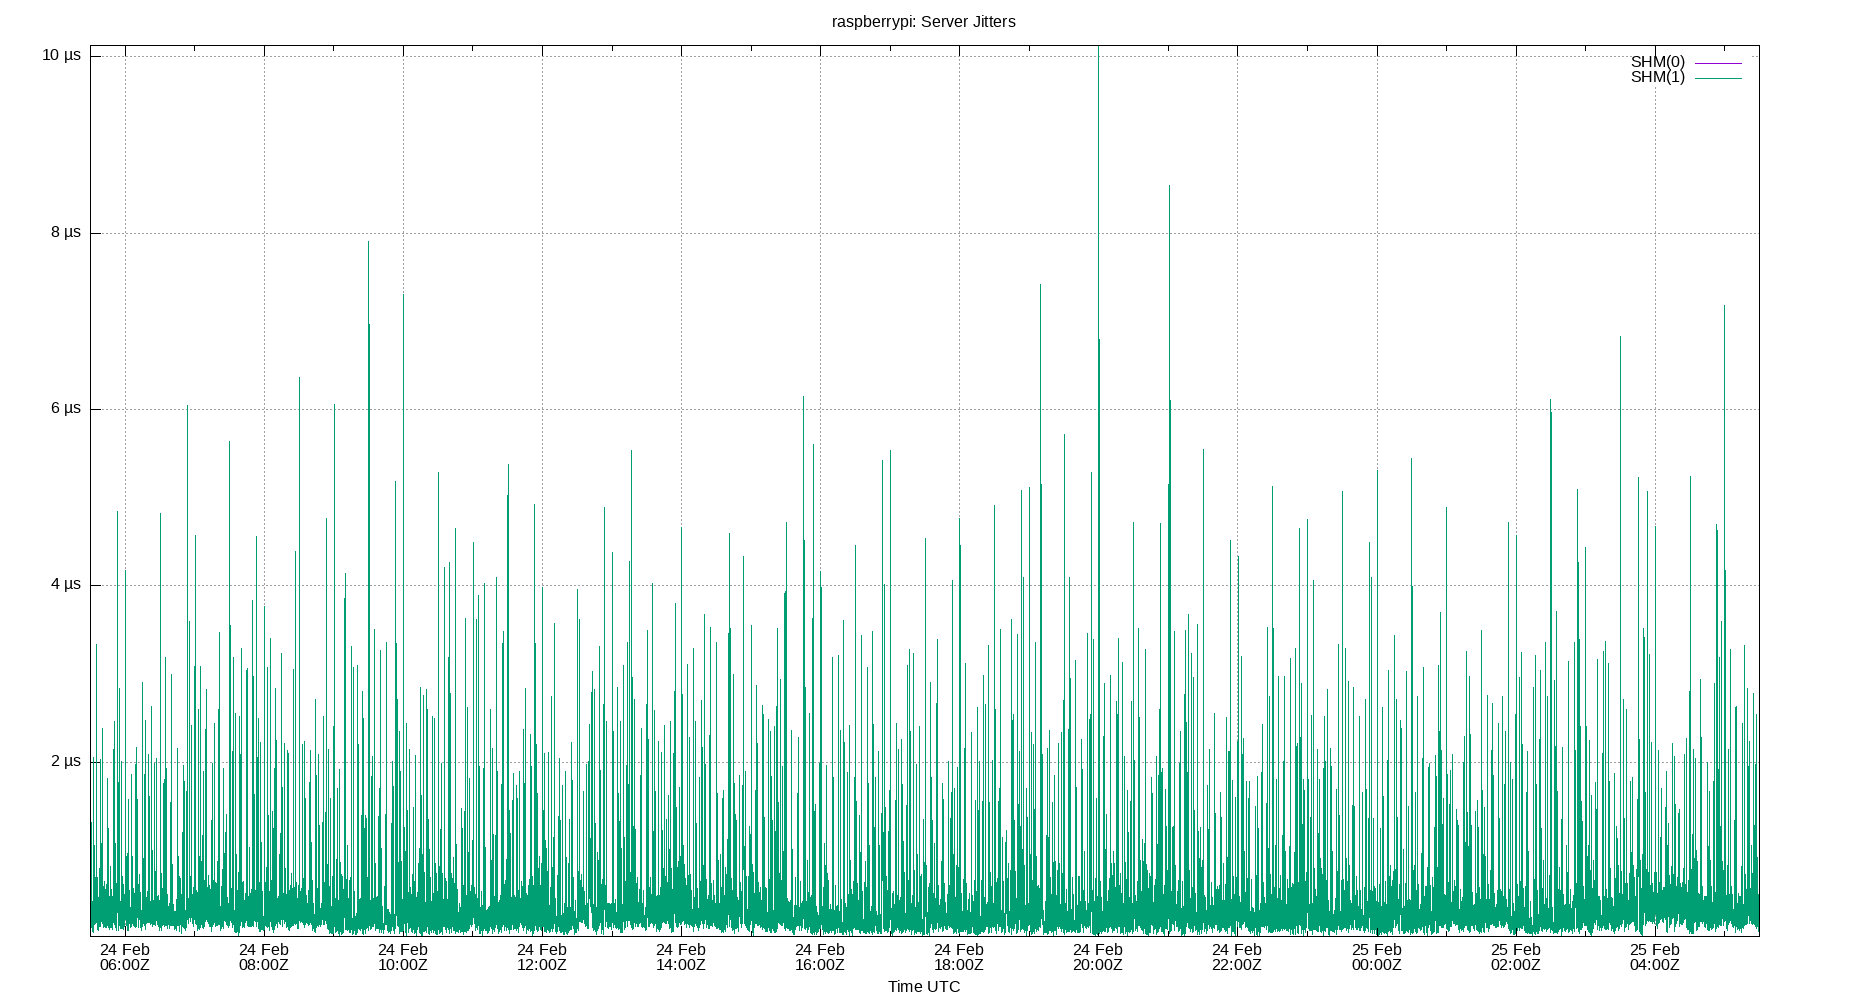 raspberrypi: Server Jitters
10 µs
8 µs
6 µs
4 µs
2 µs
SHM(0)
SHM(1)
24 Feb 24 Feb 24 Feb 24 Feb 24 Feb 24 Feb 24 Feb 24 Feb 24 Feb 25 Feb 25 Feb 25 Feb
06:00Z 08:00Z 10:00Z 12:00Z 14:00Z 16:00Z 18:00Z 20:00Z 22:00Z 00:00Z 02:00Z 04:00Z
Time UTC